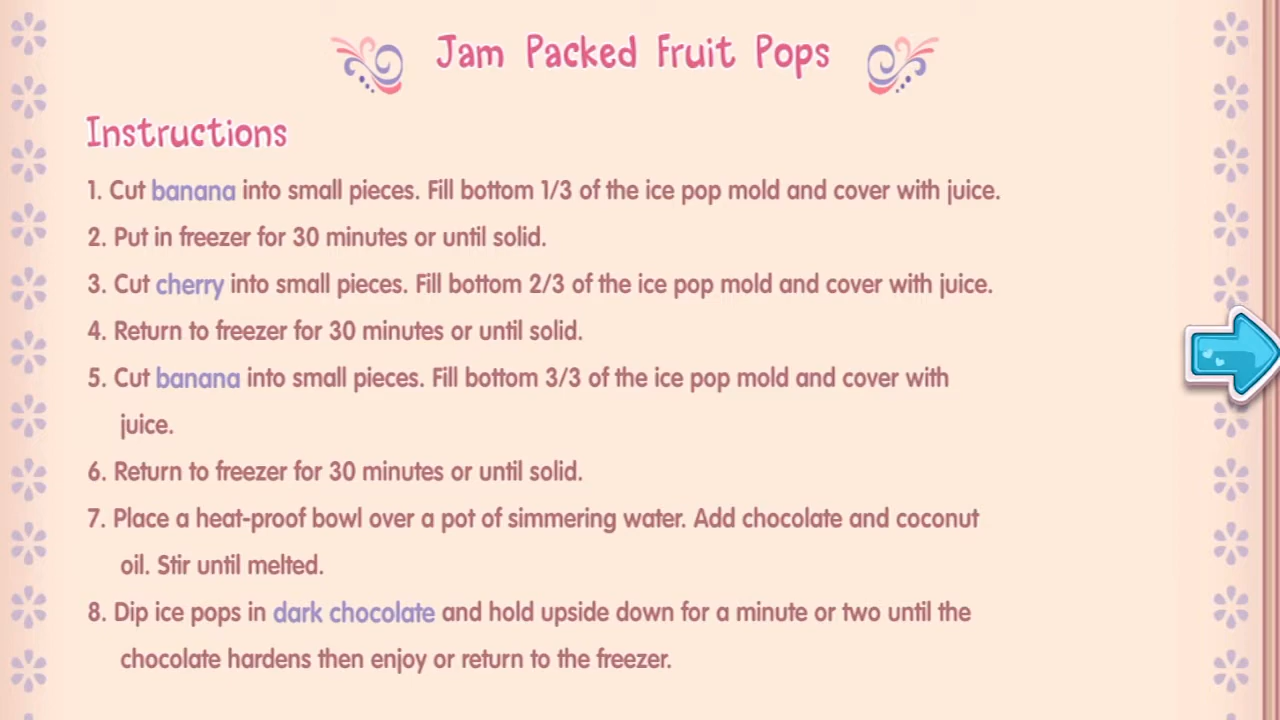 Jam Packed Fruit Pops
Instructions
1. Cut banana into small pieces. Fill bottom 1/3 of the ice pop mold and cover with juice.
2. Put in freezer for 30 minutes or until solid.
3. Cut cherry into small pieces. Fill bottom 2/3 of the ice pop mold and cover with juice.
4. Return to freezer for 30 minutes or until solid.
5. Cut banana into small pieces. Fill bottom 3/3 of the ice pop mold and cover with
juice.
6. Return to freezer for 30 minutes or until solid.
7. Place a heat-proof bowl over a pot of simmering water. Add chocolate and coconut
oil. Stir until melted.
8. Dip ice pops in dark chocolate and hold upside down for a minute or two until the
chocolate hardens then enjoy or return to the freezer.